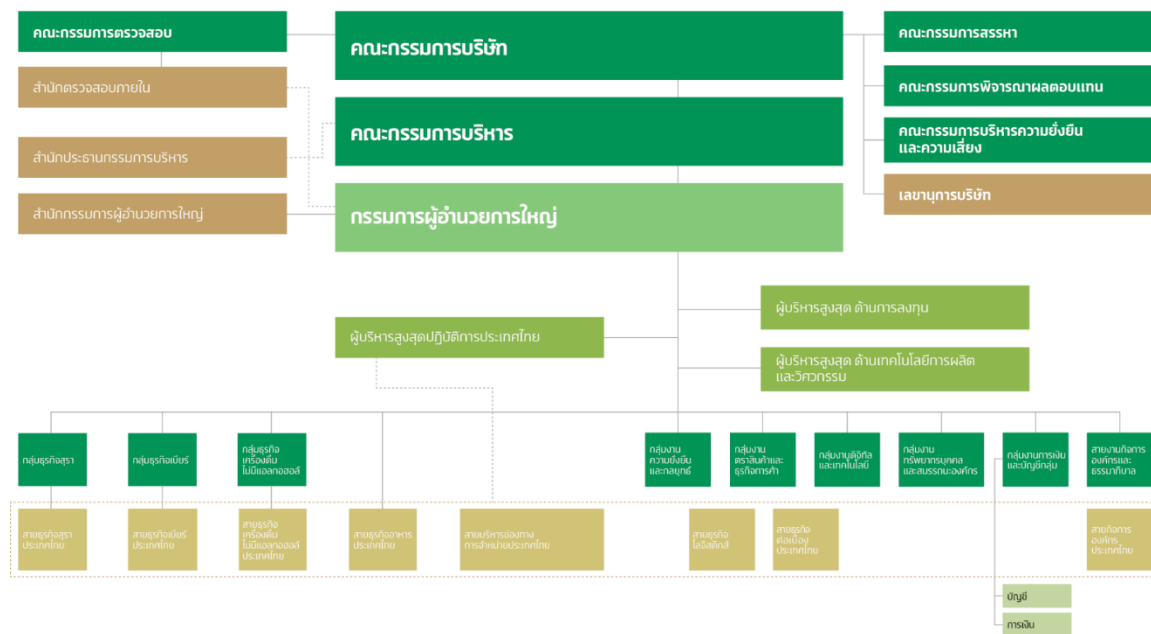 คณะกรรมการตรวจสอบ
สำนักตรวจสอบภายใน
สำนักประธานกรรมการบริหาร
สำนักกรรมการผู้อำนวยการใหญ่
คณะกรรมการบริษัท
คณะกรรมการบริหาร
กรรมการผู้อำนวยการใหญ่
คณะกรรมการสรรหา
คณะกรรมการพิจารณาผลตอบแทน
คณะกรรมการบริหารความยั่งยืน
และความเสี่ยง
เลขานุการบริษัท
ผู้บริหารสูงสุดปฏิบัติการประเทศไทย
ผู้บริหารสูงสุด ด้านการลงทุน
ผู้บริหารสูงสุด ด้านเทคโนโลยีการผลิต
และวิศวกรรม
กลุ่มธุรกิจสุรา
กลุ่มธุรกิจเบียร์
กลุ่มธุรกิจ
เครื่องดื่ม
ไม่มีแอลกอฮอล์
กลุ่มงาน
ความยั่งยืน
และกลยุทธ์
กลุ่มงาน
ตราสินค้าและ
ธุรกิจการค้า
กลุ่มงานดิจิทัล
และเทคโนโลยี
กลุ่มงาน
ทรัพยากรบุคคล
และสมรรถนะองค์กร
กลุ่มงานการเงิน
และบัญชีกลุ่ม
สายงานกิจการ
องค์กรและ
ธรรมาภิบาล
สายธุรกิจสุรา
ประเทศไทย
สายธุรกิจเบียร์
ประเทศไทย
สายธุรกิจ
เครื่องดื่ม
ไม่มีแอลกอฮอล์
ประเทศไทย
สายธุรกิจอาหาร
ประเทศไทย
สายบริหารช่องทาง
การจำหน่ายประเทศไทย
สายธุรกิจ
โลจิสติกส์
สายธุรกิจ
ต่อเนื่อง
ประเทศไทย
สายกิจการ
องค์กร
ประเทศไทย
บัญชี
การเงิน